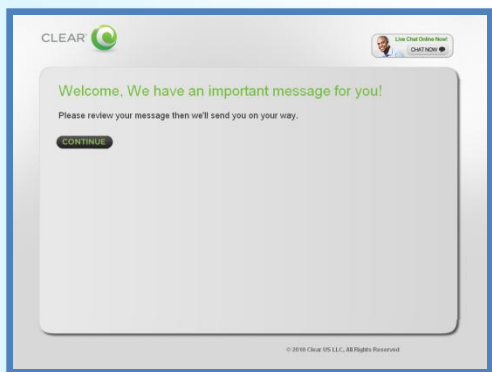 CLEAR
Live Chat Online Now!
CHAT NOW
Welcome, We have an important message for you!
Please review your message then we'll send you on your way.
CONTINUE
© 2010 Clear US LLC, All Rights Reserved